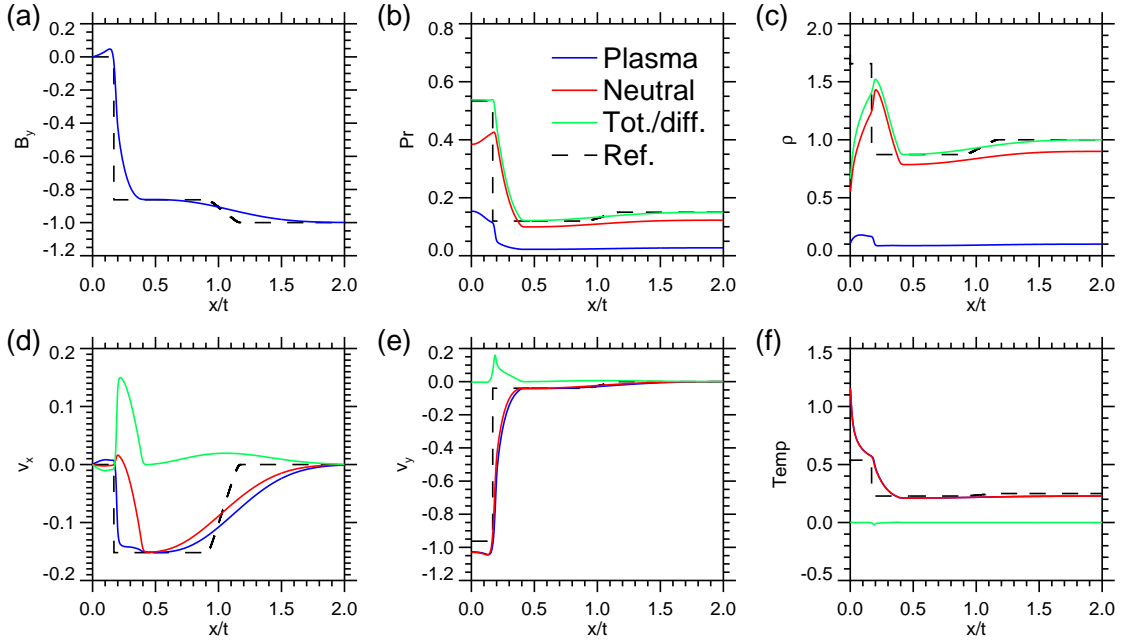 (a)
0.2
0.0
-0.2
-0.4
-0.6
-0.8
-1.0
-1.2
B_y
0.0 0.5 1.0 1.5 2.0
x/t
(b)
0.8
0.6
0.4
0.2
0.0
Pr
Plasma
Neutral
Tot./diff.
Ref.
0.0 0.5 1.0 1.5 2.0
x/t
(c)
2.0
1.5
1.0
0.5
0.0
ρ
0.0 0.5 1.0 1.5 2.0
x/t
(d)
0.2
0.1
0.0
-0.1
-0.2
v_x
0.0 0.5 1.0 1.5 2.0
x/t
(e)
0.2
0.0
-0.2
-0.4
-0.6
-0.8
-1.0
-1.2
v_y
0.0 0.5 1.0 1.5 2.0
x/t
(f)
1.5
1.0
0.5
0.0
-0.5
Temp
0.0 0.5 1.0 1.5 2.0
x/t